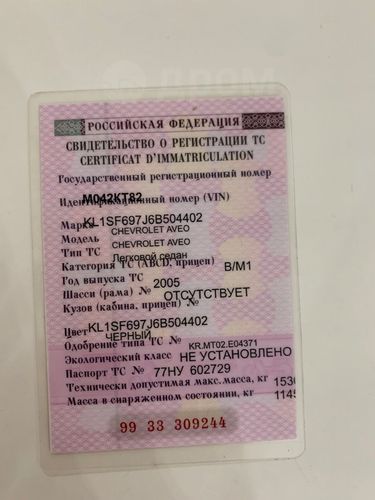 РОССИЙСКАЯ ФЕДЕРАЦИЯ
СВИДЕТЕЛЬСТВО О РЕГИСТРАЦИИ ТС
CERTIFICAT D'IMMATRICULATION
Государственный регистрационный номер
М042КТ82
Идентификационный номер (VIN)
KL1SF697J6B504402
Марка CHEVROLET AVEO
Модель CHEVROLET AVEO
Тип ТС Легковой седан
Категория ТС (ABCD, прицеп) B/M1
Год выпуска ТС 2005
Шасси (рама) № ОТСУТСТВУЕТ
Кузов (кабина, прицеп) №
KL1SF697J6B504402
Цвет ЧЕРНЫЙ
Одобрение типа ТС № KR.MT02.E04371
Экологический класс НЕ УСТАНОВЛЕНО
Паспорт ТС № 77НУ 602729
Технически допустимая макс.масса, кг 1530
Масса в снаряженном состоянии, кг 1145
99 33 309244